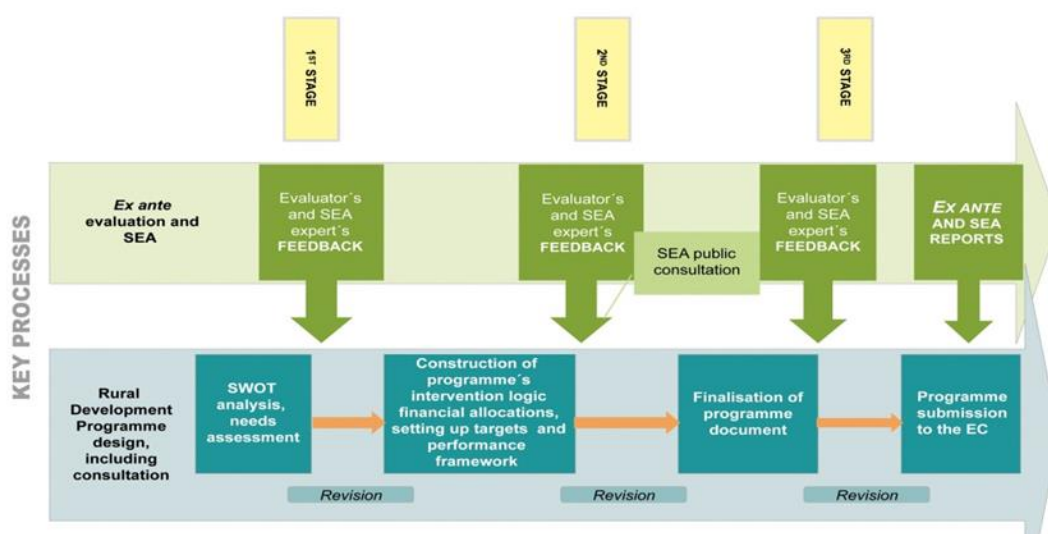 1ST STAGE
2ND STAGE
3RD STAGE
KEY PROCESSES
Ex ante
evaluation and
SEA
Evaluator´s
and SEA
expert´s
FEEDBACK
Evaluator´s
and SEA
expert´s
FEEDBACK
SEA public
consultation
Evaluator´s
and SEA
expert´s
FEEDBACK
EX ANTE
AND SEA
REPORTS
Rural
Development
Programme
design,
including
consultation
SWOT
analysis,
needs
assessment
Construction of
programme´s
intervention logic
financial allocations,
setting up targets and
performance
framework
Finalisation of
programme
document
Programme
submission
to the EC
Revision
Revision
Revision